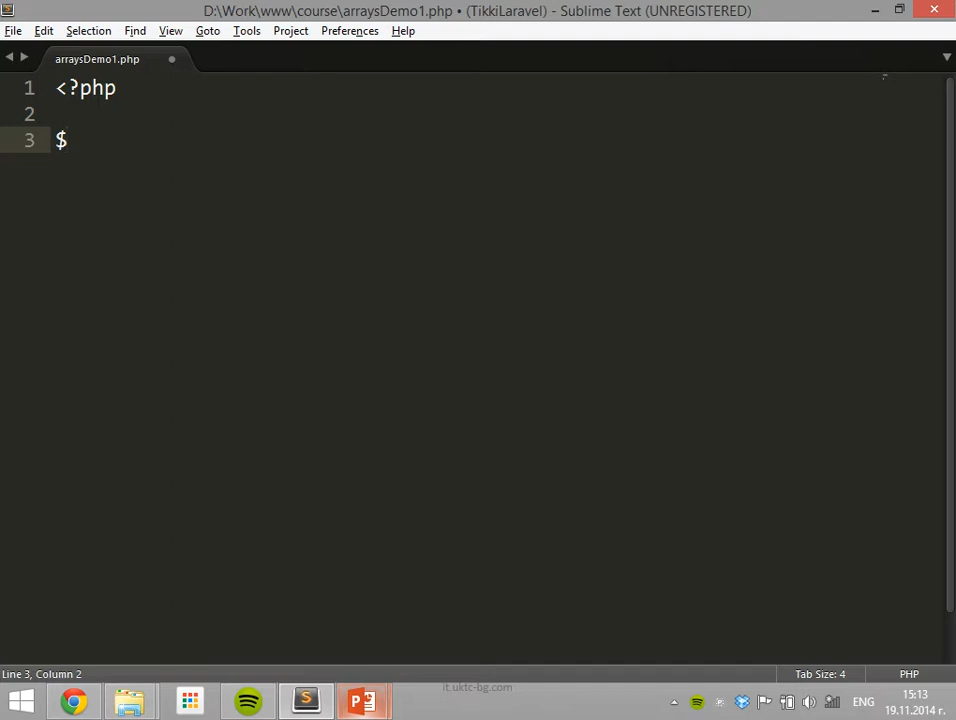 D:\Work\www\course\arraysDemo1.php • (TikkiLaravel) - Sublime Text (UNREGISTERED)
File Edit Selection Find View Goto Tools Project Preferences Help
arraysDemo1.php
1 <?php
2
3 $
Line 3, Column 2
Tab Size: 4
PHP
it.uktc-bg.com
ENG
15:13
19.11.2014 г.